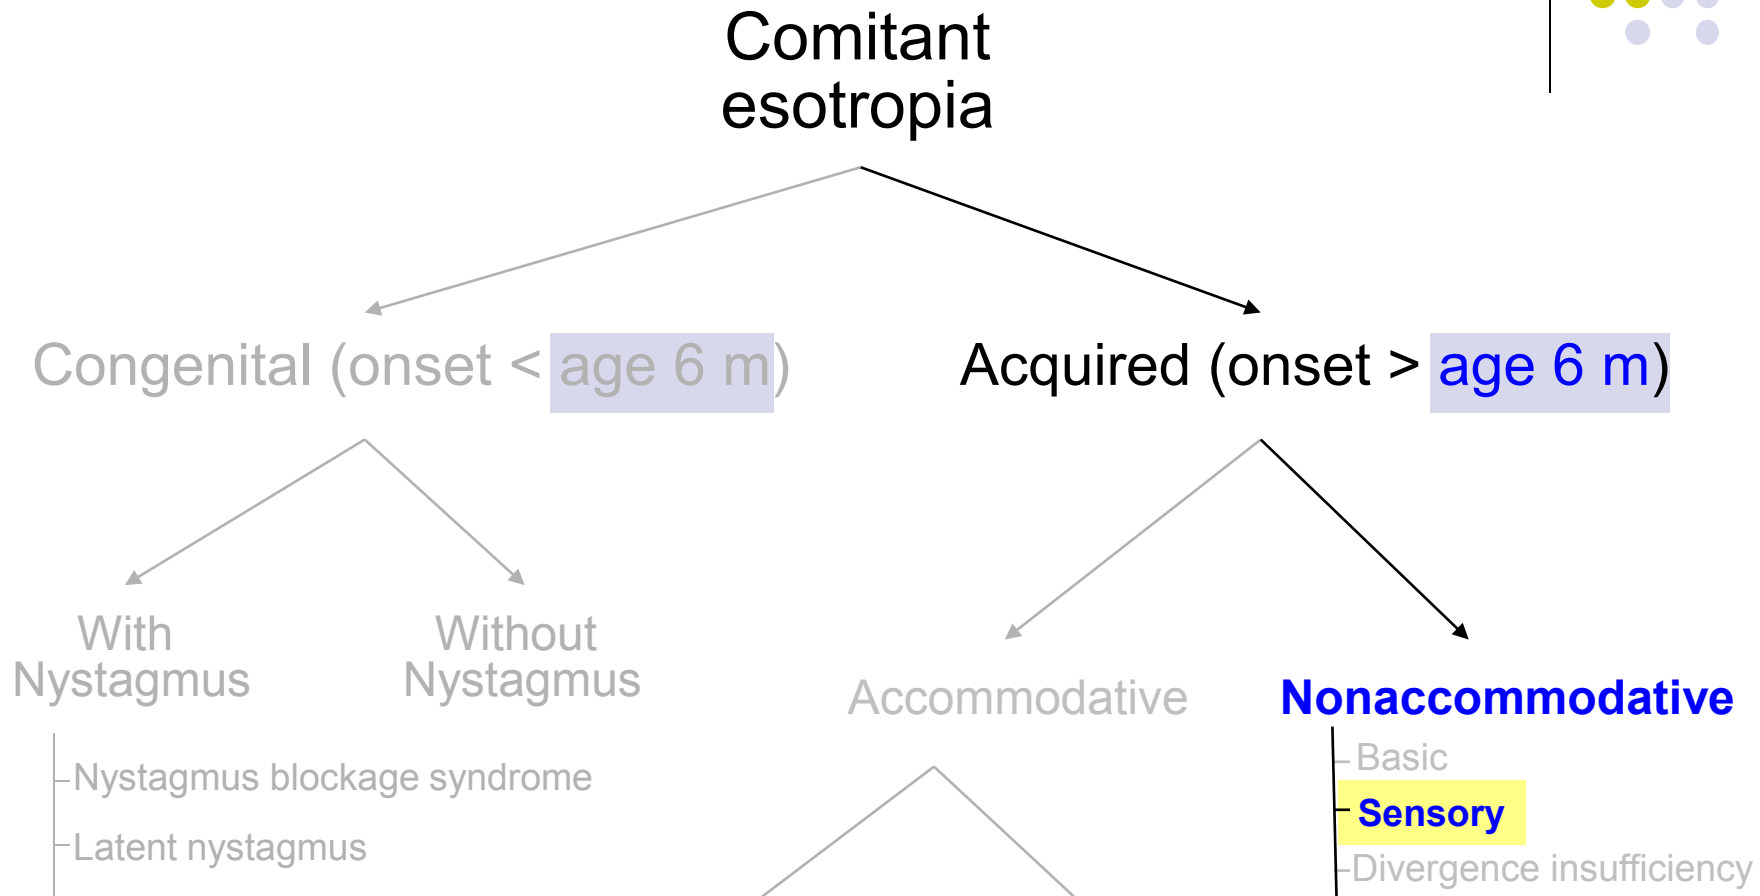 Comitant
esotropia
Congenital (onset < age 6 m)
Acquired (onset > age 6 m)
With
Nystagmus
Without
Nystagmus
Accommodative
Nonaccommodative
Nystagmus blockage syndrome
Latent nystagmus
Basic
Sensory
Divergence insufficiency